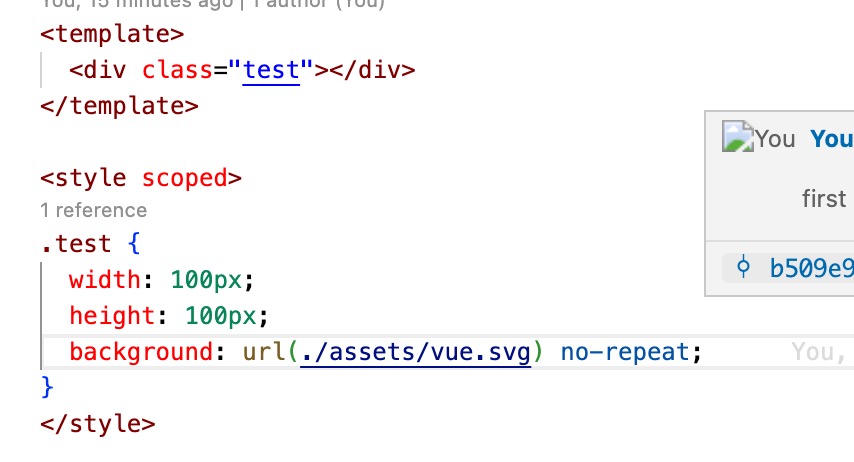 You, 15 minutes ago | 1 author (You)
<template>
<div class="test"></div>
</template>
You You
<style scoped>
first
1 reference
.test {
b509e9
width: 100px;
height: 100px;
background: url(./assets/vue.svg) no-repeat; You,
}
</style>